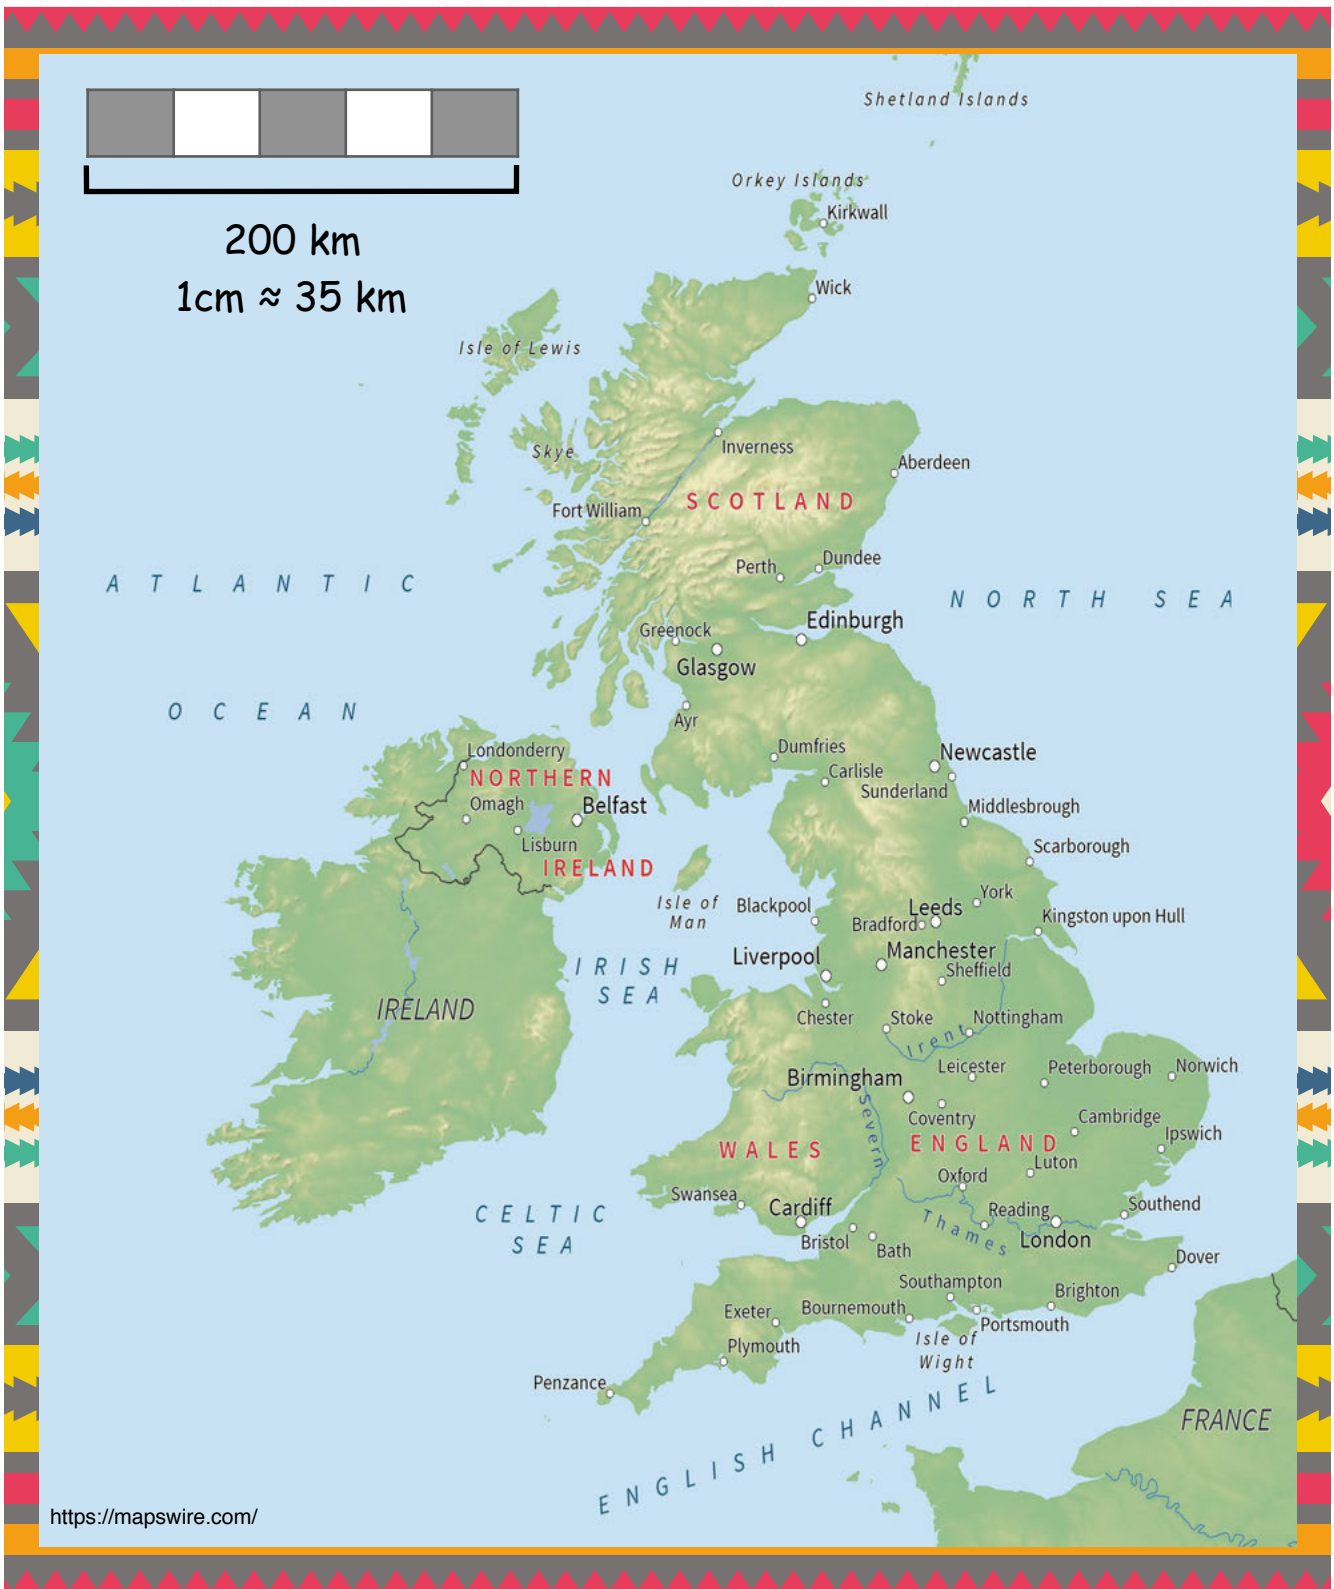 200 km
1cm ≈ 35 km
Shetland Islands
Orkey Islands
Kirkwall
Wick
Isle of Lewis
Skye
Inverness
Aberdeen
SCOTLAND
Fort William
Perth
Dundee
ATLANTIC
NORTH SEA
Edinburgh
Greenock
Glasgow
OCEAN
Ayr
Londonderry
NORTHERN
Dumfries
Newcastle
Carlisle
Sunderland
Omagh
Belfast
Middlesbrough
Lisburn
IRELAND
Scarborough
Isle of
Man
Blackpool
York
Leeds
Bradford
Kingston upon Hull
Liverpool
Manchester
IRISH
SEA
Sheffield
IRELAND
Chester
Stoke
Nottingham
Irent
Leicester
Peterborough
Norwich
Birmingham
Severn
Coventry
Cambridge
Ipswich
WALES
ENGLAND
Luton
Oxford
Swansea
Cardiff
Reading
Southend
Thames
London
CELTIC
SEA
Bristol
Bath
Dover
Southampton
Brighton
Exeter
Bournemouth
Portsmouth
Isle of
Wight
Plymouth
Penzance
ENGLISH CHANNEL
FRANCE
https://mapswire.com/